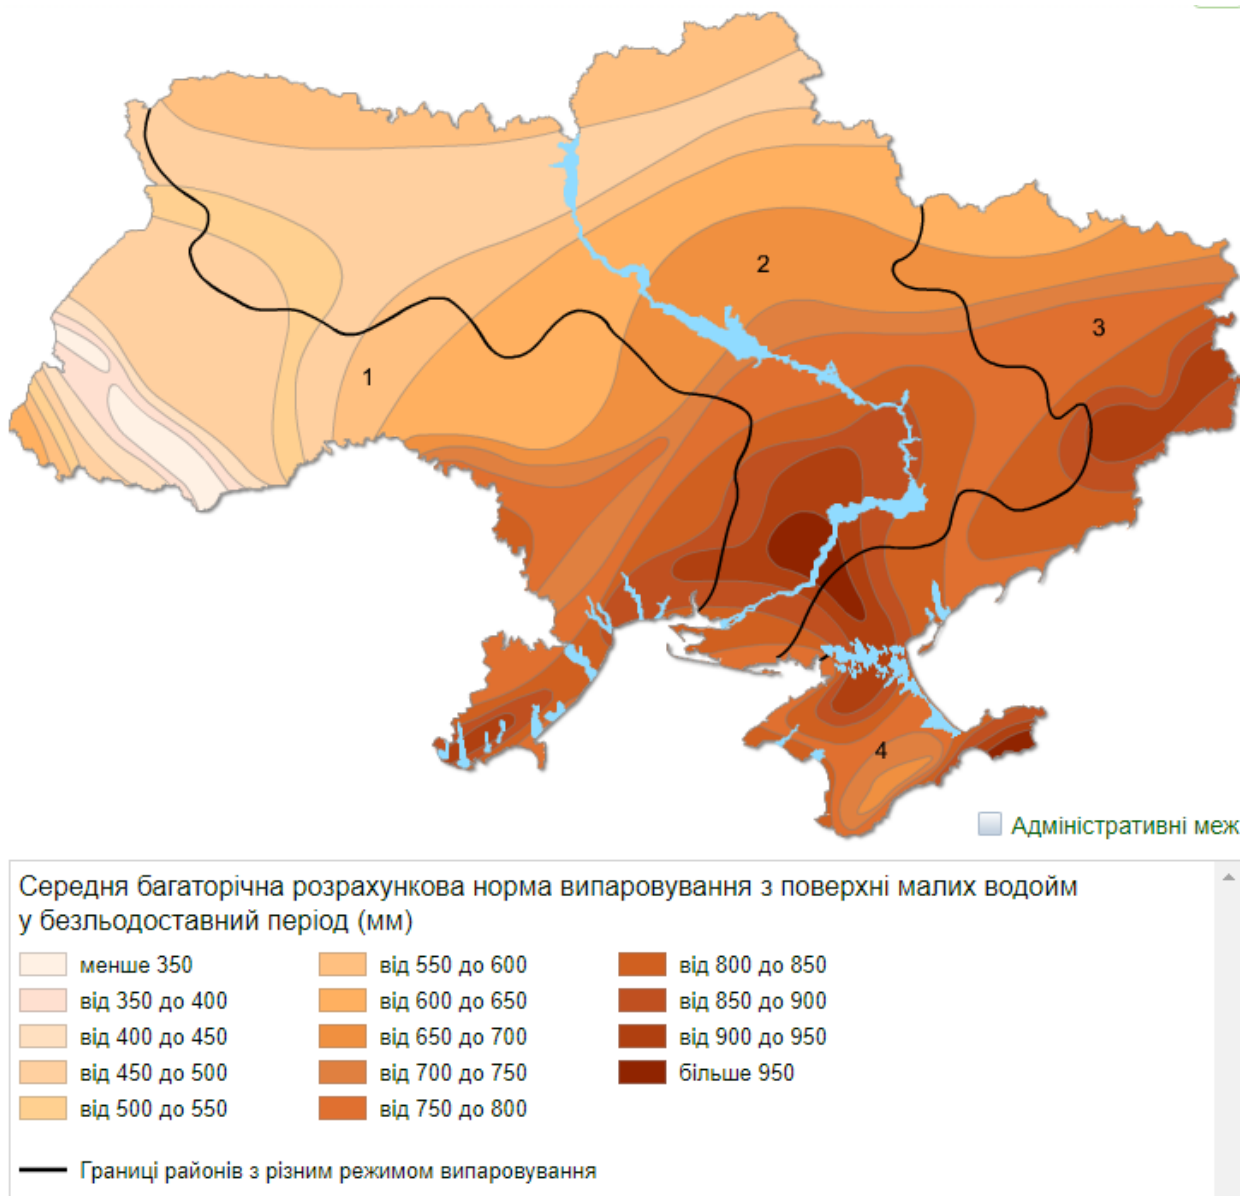 2
3
1
4
Адміністративні меж
Середня багаторічна розрахункова норма випаровування з поверхні малих водойм
у безльодоставний період (мм)
менше 350
від 350 до 400
від 400 до 450
від 450 до 500
від 500 до 550
від 550 до 600
від 600 до 650
від 650 до 700
від 700 до 750
від 750 до 800
від 800 до 850
від 850 до 900
від 900 до 950
більше 950
Границі районів з різним режимом випаровування